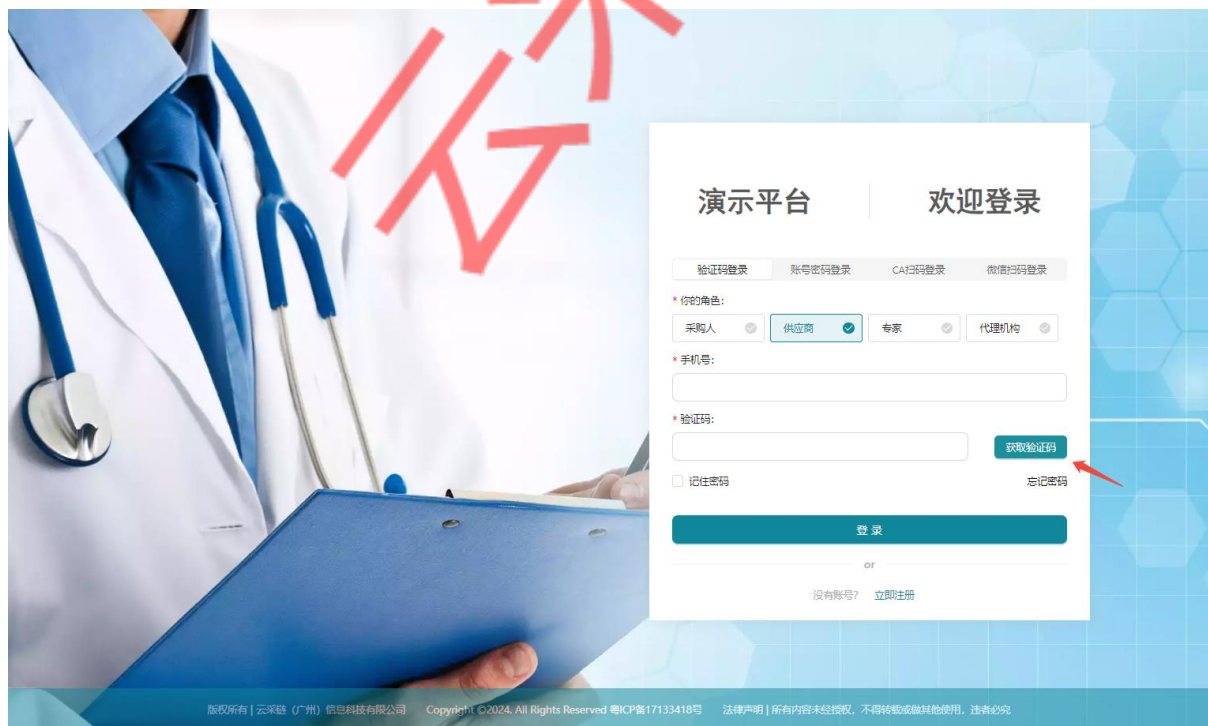 云采
演示平台 欢迎登录
验证码登录 账号密码登录 CA扫码登录 微信扫码登录
* 你的角色:
采购人 供应商 专家 代理机构
* 手机号:
* 验证码:
获取验证码
记住密码 忘记密码
登 录
or
没有账号? 立即注册
版权所有 | 云采链（广州）信息科技有限公司 Copyright ©2024. All Rights Reserved 粤ICP备17133418号 法律声明 | 所有内容未经授权，不得转载或做其他使用，违者必究